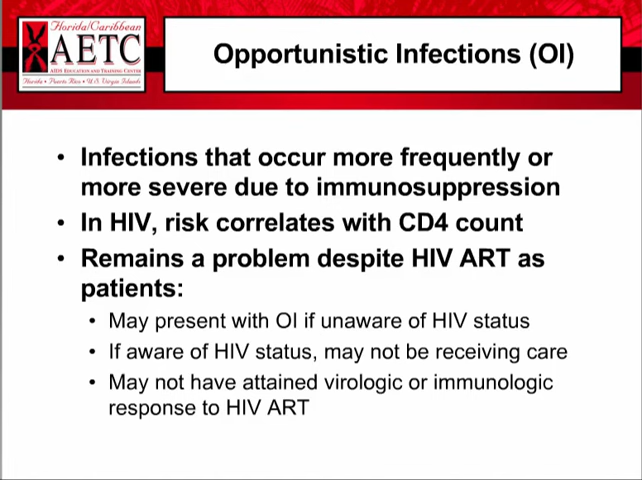 Florida/Caribbean
AETC
AIDS EDUCATION AND TRAINING CENTER
Florida • Puerto Rico • U.S. Virgin Islands
Opportunistic Infections (OI)
• Infections that occur more frequently or
more severe due to immunosuppression
• In HIV, risk correlates with CD4 count
• Remains a problem despite HIV ART as
patients:
• May present with OI if unaware of HIV status
• If aware of HIV status, may not be receiving care
• May not have attained virologic or immunologic
response to HIV ART